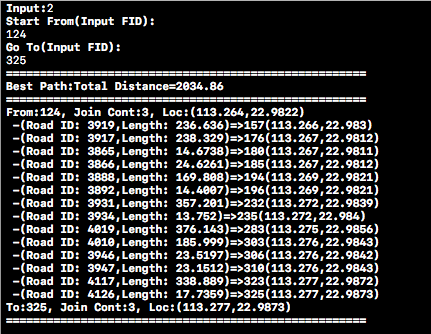 Input:2
Start From(Input FID):
124
Go To(Input FID):
325
====================================================
Best Path:Total Distance=2034.86
====================================================
From:124, Join Cont:3, Loc:(113.264,22.9822)
-(Road ID: 3919,Length: 236.636)=>157(113.266,22.983)
-(Road ID: 3917,Length: 238.329)=>176(113.267,22.9812)
-(Road ID: 3865,Length: 14.6738)=>180(113.267,22.9811)
-(Road ID: 3866,Length: 24.6261)=>185(113.267,22.9812)
-(Road ID: 3888,Length: 169.808)=>194(113.269,22.9821)
-(Road ID: 3892,Length: 14.4007)=>196(113.269,22.9821)
-(Road ID: 3931,Length: 357.201)=>232(113.272,22.9839)
-(Road ID: 3934,Length: 13.752)=>235(113.272,22.984)
-(Road ID: 4019,Length: 376.143)=>283(113.275,22.9856)
-(Road ID: 4010,Length: 185.999)=>303(113.276,22.9843)
-(Road ID: 3946,Length: 23.5197)=>306(113.276,22.9842)
-(Road ID: 3947,Length: 23.1512)=>310(113.276,22.9843)
-(Road ID: 4117,Length: 338.889)=>323(113.277,22.9872)
-(Road ID: 4126,Length: 17.7359)=>325(113.277,22.9873)
To:325, Join Cont:3, Loc:(113.277,22.9873)
====================================================